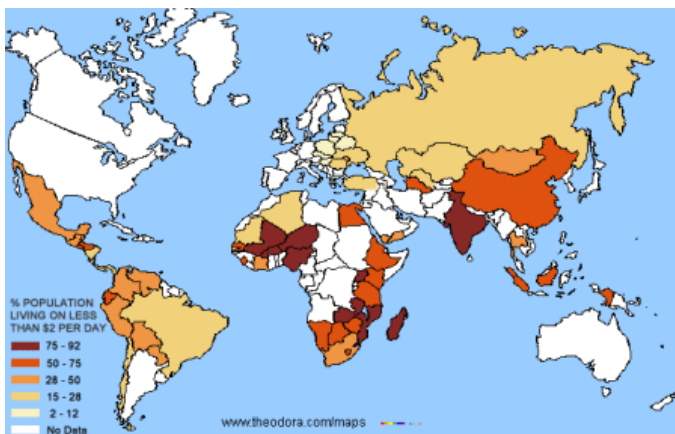 % POPULATION
LIVING ON LESS
THAN $2 PER DAY
75 - 92
50 - 75
28 - 50
15 - 28
2 - 12
No Data
www.theodora.com/maps